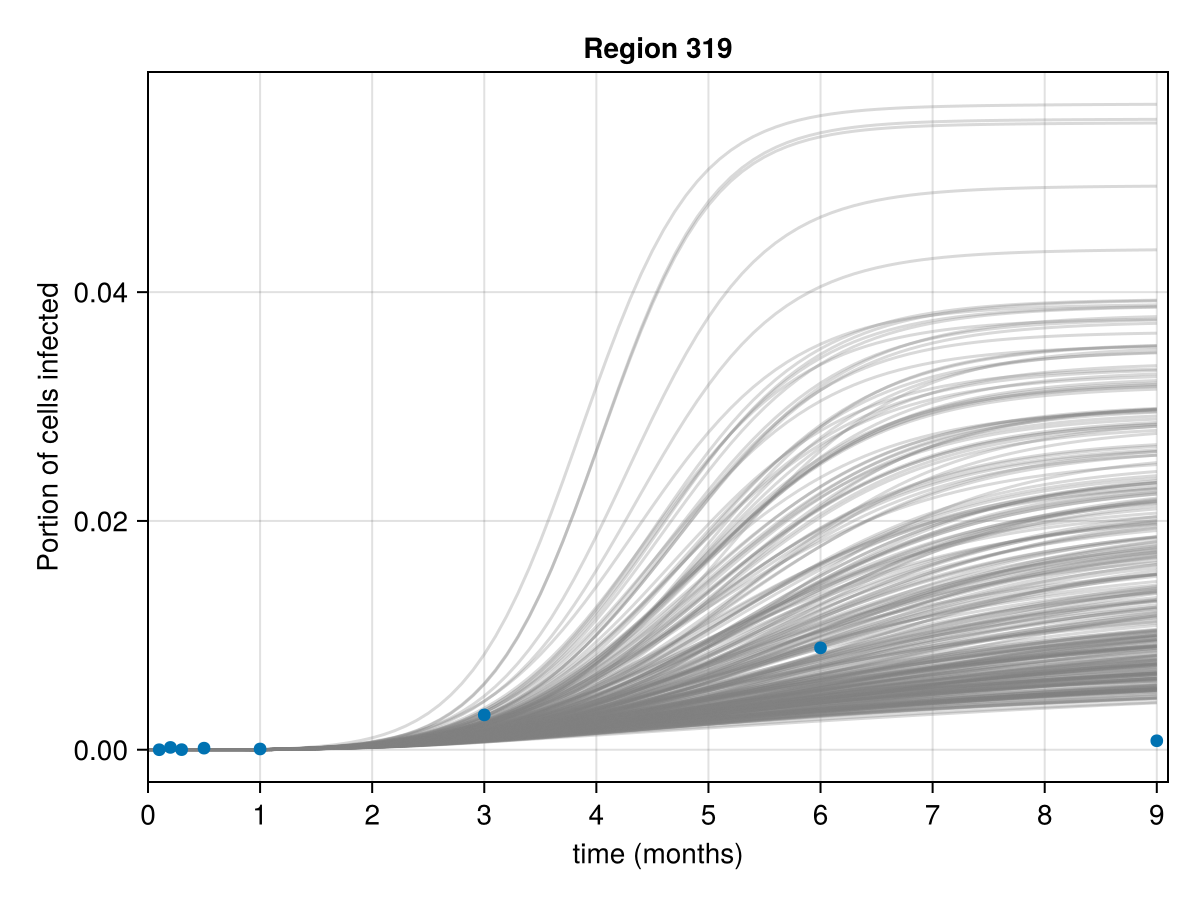 Region 319
Portion of cells infected
0.04
0.02
0.00
0 1 2 3 4 5 6 7 8 9
time (months)